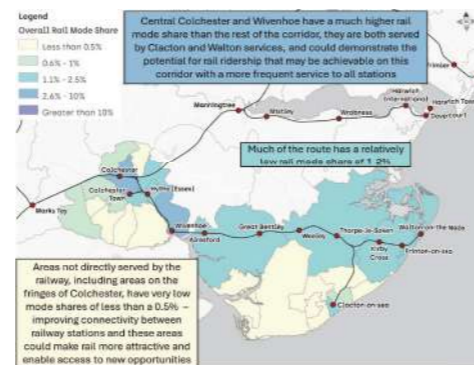 Legend
Overall Rail Mode Share
Less than 0.5%
0.6% - 1%
1.1% - 2.5%
2.6% - 10%
Greater than 10%
Central Colchester and Wivenhoe have a much higher rail
mode share than the rest of the corridor, they are both served
by Clacton and Walton services, and could demonstrate the
potential for rail ridership that may be achievable on this
corridor with a more frequent service to all stations
Harwich
International
Harwich Town
Dovercourt
Manningtree
Mistley
Wrabness
Much of the route has a relatively
low rail mode share of 1-2%
Colchester
Colchester
Town
Hythe (Essex)
Marks Tey
Wivenhoe
Alresford
Great Bentley
Weeley
Thorpe-le-Soken
Walton-on-the-Naze
Kirby
Cross
Frinton-on-sea
Clacton-on-sea
Areas not directly served by the
railway, including areas on the
fringes of Colchester, have very low
mode shares of less than a 0.5% –
improving connectivity between
railway stations and these areas
could make rail more attractive and
enable access to new opportunities